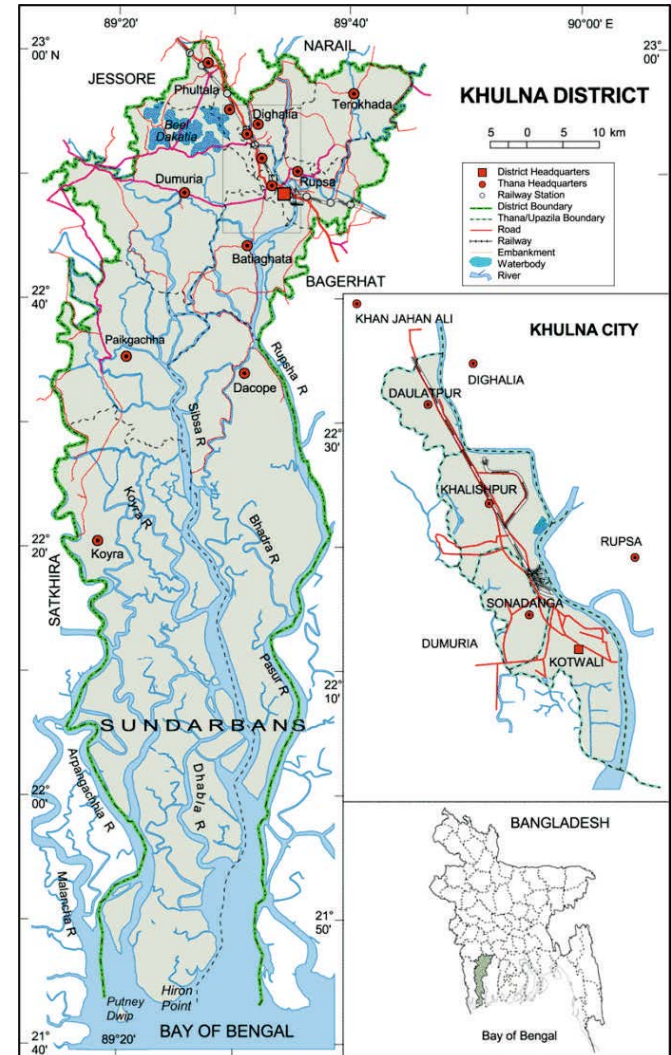 89°20'
89°40'
90°00' E
23°
00' N
23°
00'
NARAIL
JESSORE
Phultala
Terokhada
Dighalia
Beel
Dakatia
Dumuria
Rupsa
Batiaghata
BAGERHAT
22°
40'
Paikgachha
Rupsha R
Dacope
Sibsa R
22°
30'
Koyra R
Bhadra R
22°
20'
Koyra
SATKHIRA
Pasur R
22°
10'
SUNDARBANS
22°
00'
Arpangachhia R
Dhabla R
Malancha R
21°
50'
Putney
Dwip
Hiron
Point
21°
40'
89°20'
BAY OF BENGAL
KHULNA DISTRICT
5 0 5 10 km
District Headquarters
Thana Headquarters
Railway Station
District Boundary
Thana/Upazila Boundary
Road
Railway
Embankment
Waterbody
River
KHAN JAHAN ALI
KHULNA CITY
DIGHALIA
DAULATPUR
KHALISHPUR
RUPSA
SONADANGA
DUMURIA
KOTWALI
BANGLADESH
Bay of Bengal